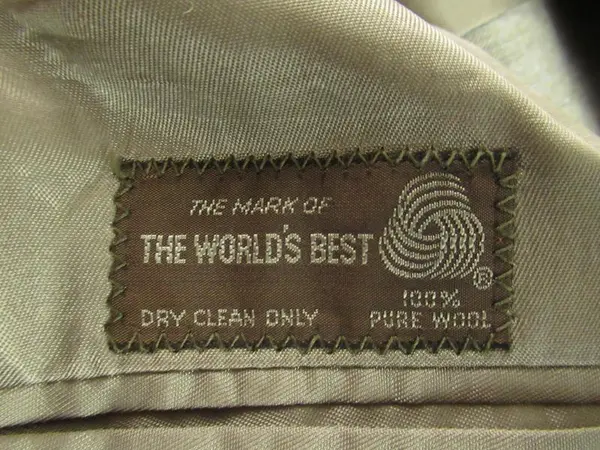 THE MARK OF
THE WORLD'S BEST
®
100%
DRY CLEAN ONLY PURE WOOL